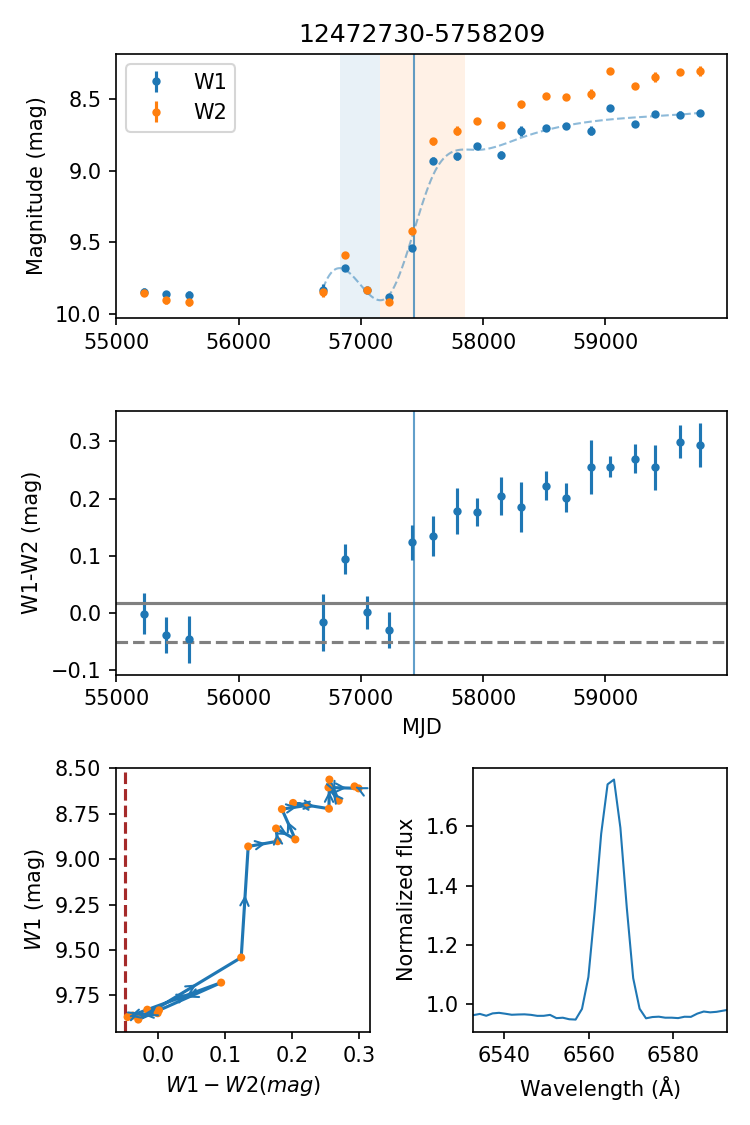 12472730-5758209
W1
W2
8.5
9.0
9.5
10.0
Magnitude (mag)
55000 56000 57000 58000 59000
0.3
0.2
0.1
0.0
−0.1
W1-W2 (mag)
55000 56000 57000 58000 59000
MJD
8.50
8.75
9.00
9.25
9.50
9.75
W1 (mag)
0.0 0.1 0.2 0.3
W1 − W2(mag)
1.6
1.4
1.2
1.0
Normalized flux
6540 6560 6580
Wavelength (Å)